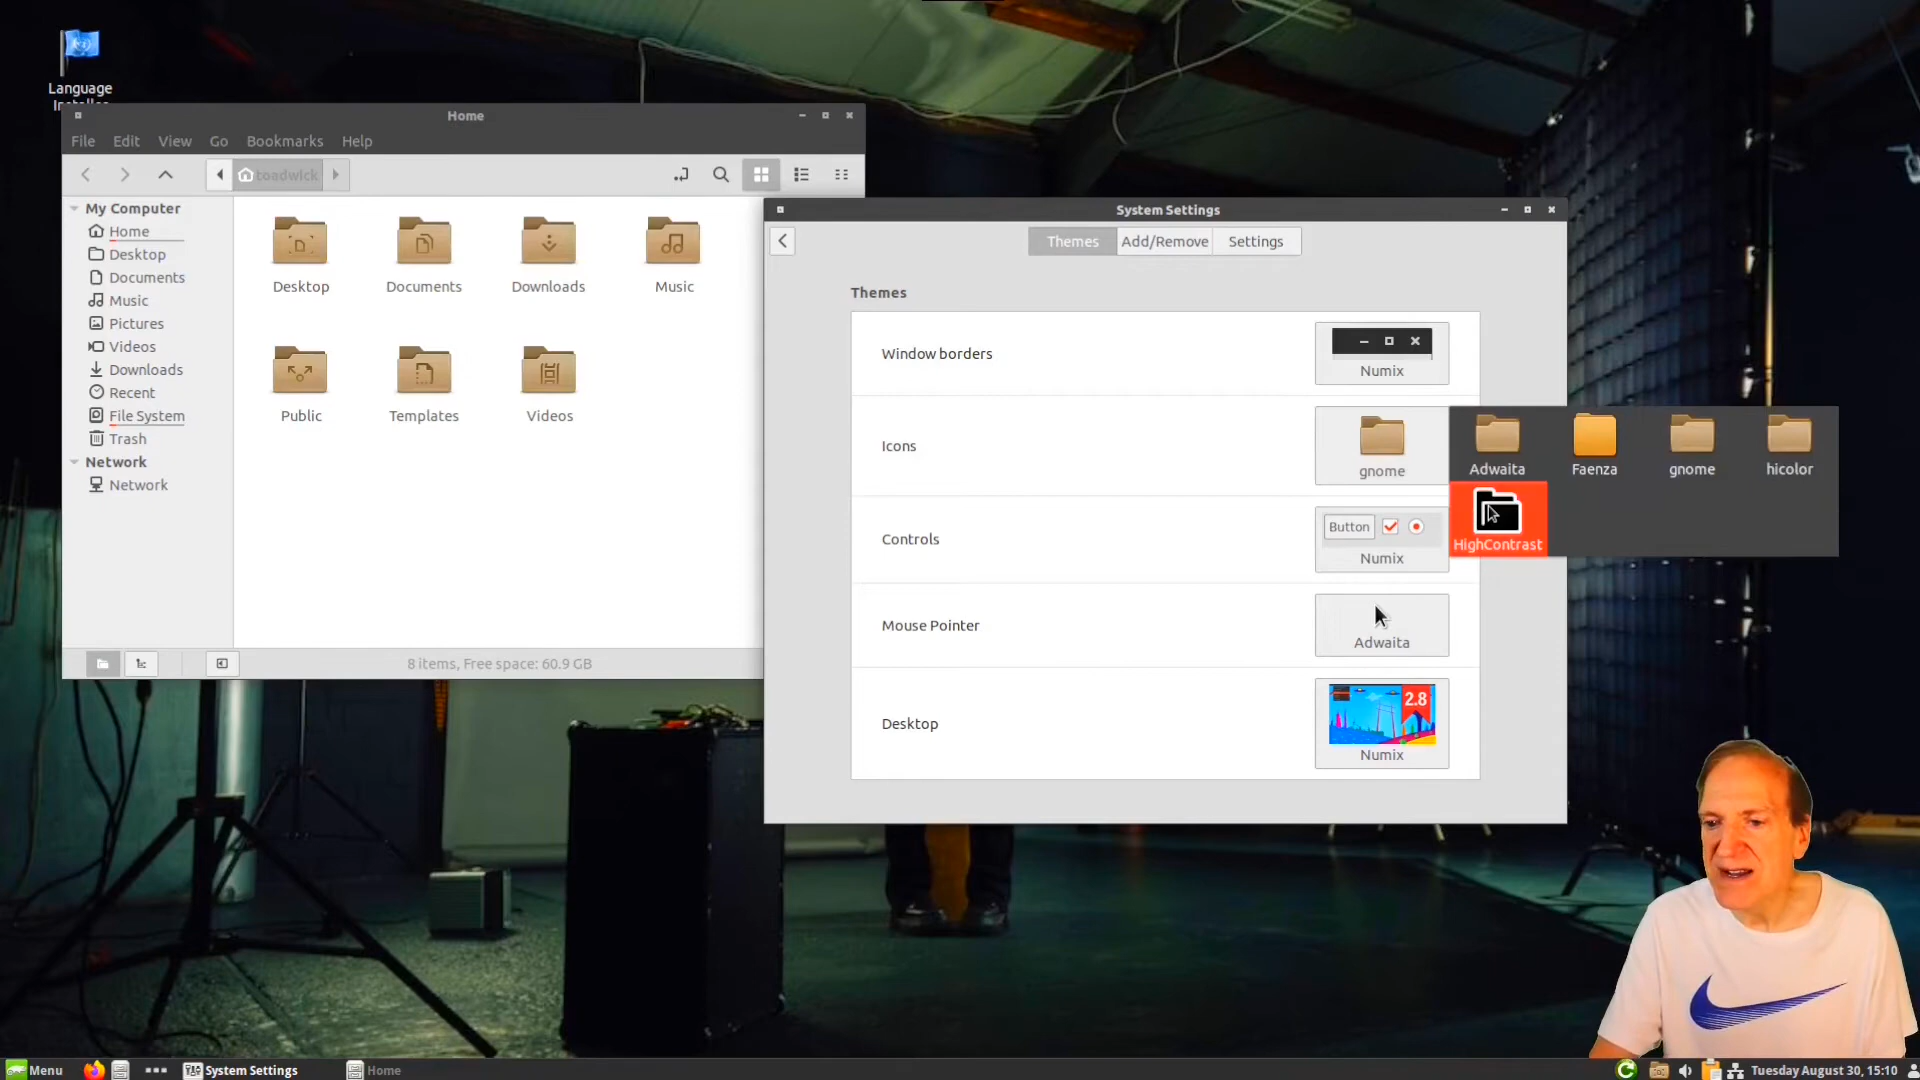 Language
Home
File Edit View Go Bookmarks Help
toadwick
My Computer
Home
Desktop
Documents
Music
Pictures
Videos
Downloads
Recent
File System
Trash
Network
Network
Desktop Documents Downloads Music
Public Templates Videos
8 items, Free space: 60.9 GB
System Settings
Themes Add/Remove Settings
Themes
Window borders
Numix
Icons
gnome
Adwaita Faenza gnome hicolor
HighContrast
Controls
Button
Numix
Mouse Pointer
Adwaita
Desktop
2.8
Numix
Menu System Settings Home Tuesday August 30, 15:10